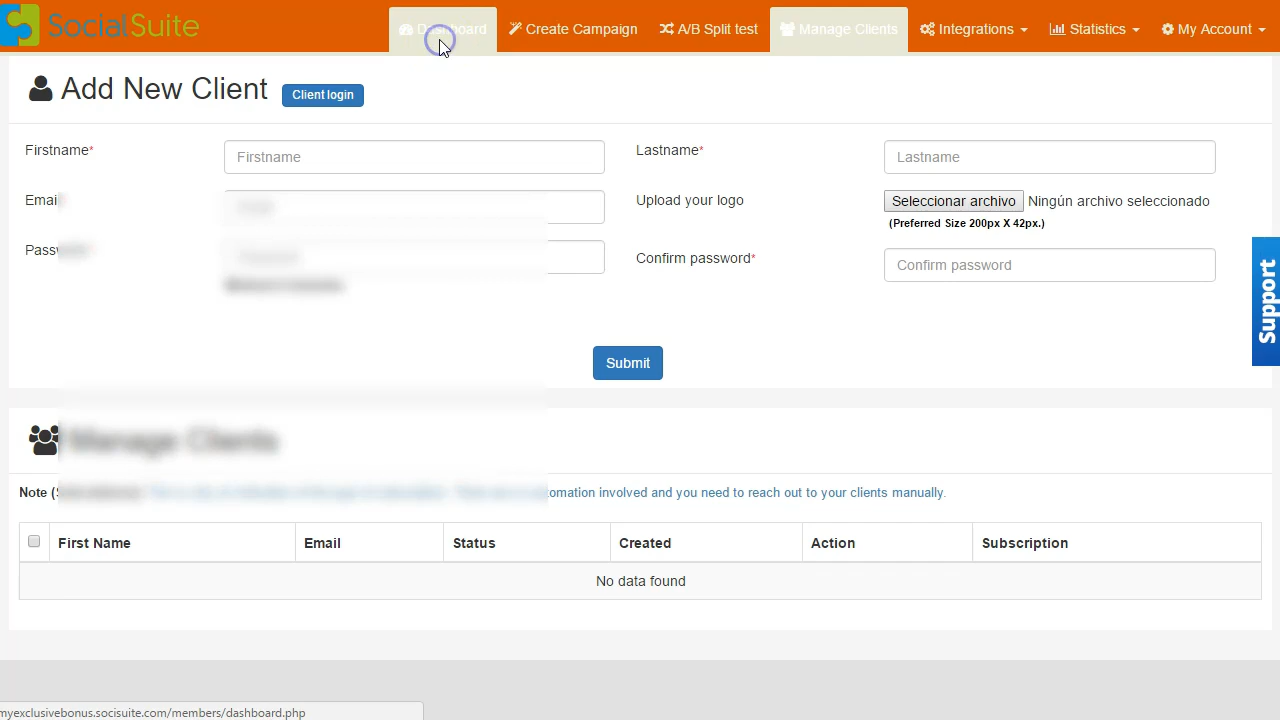 SocialSuite
Dashboard Create Campaign A/B Split test Manage Clients Integrations Statistics My Account
Add New Client Client login
Firstname* Firstname Lastname* Lastname
Email Upload your logo Seleccionar archivo Ningún archivo seleccionado
(Preferred Size 200px X 42px.)
Password* Confirm password* Confirm password
Submit
Support
Manage Clients
Note ( omation involved and you need to reach out to your clients manually.
First Name Email Status Created Action Subscription
No data found
myexclusivebonus.socisuite.com/members/dashboard.php